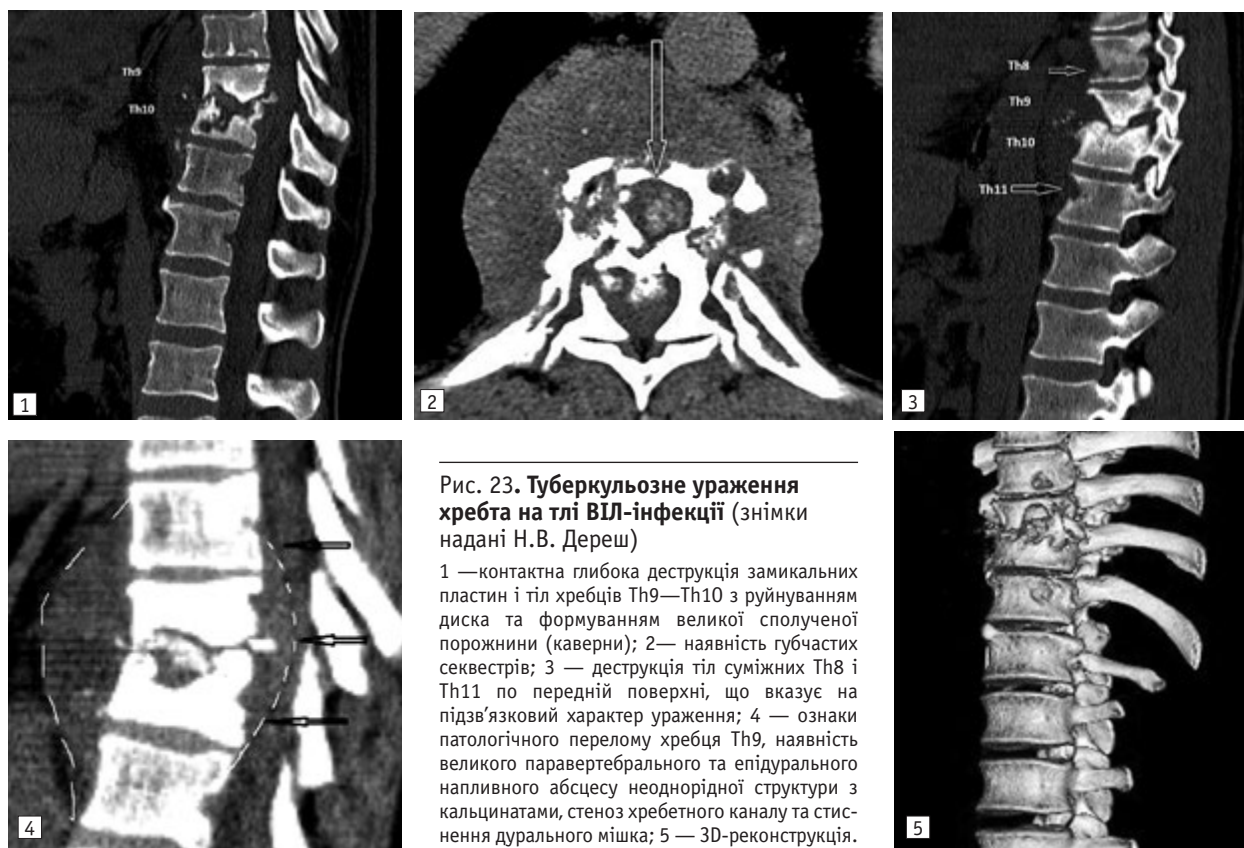 Th9
Th10
1
2
Th8
Th9
Th10
Th11
3
4
Рис. 23. Туберкульозне ураження
хребта на тлі ВІЛ-інфекції (знімки
надані Н.В. Дереш)
1 —контактна глибока деструкція замикальних
пластин і тіл хребців Th9—Th10 з руйнуванням
диска та формуванням великої сполученої
порожнини (каверни); 2— наявність губчастих
секвестрів; 3 — деструкція тіл суміжних Th8 і
Th11 по передній поверхні, що вказує на
підзв'язковий характер ураження; 4 — ознаки
патологічного перелому хребця Th9, наявність
великого паравертебрального та епідурального
напливного абсцесу неоднорідної структури з
кальцинатами, стеноз хребетного каналу та стис-
нення дурального мішка; 5 — 3D-реконструкція.
5